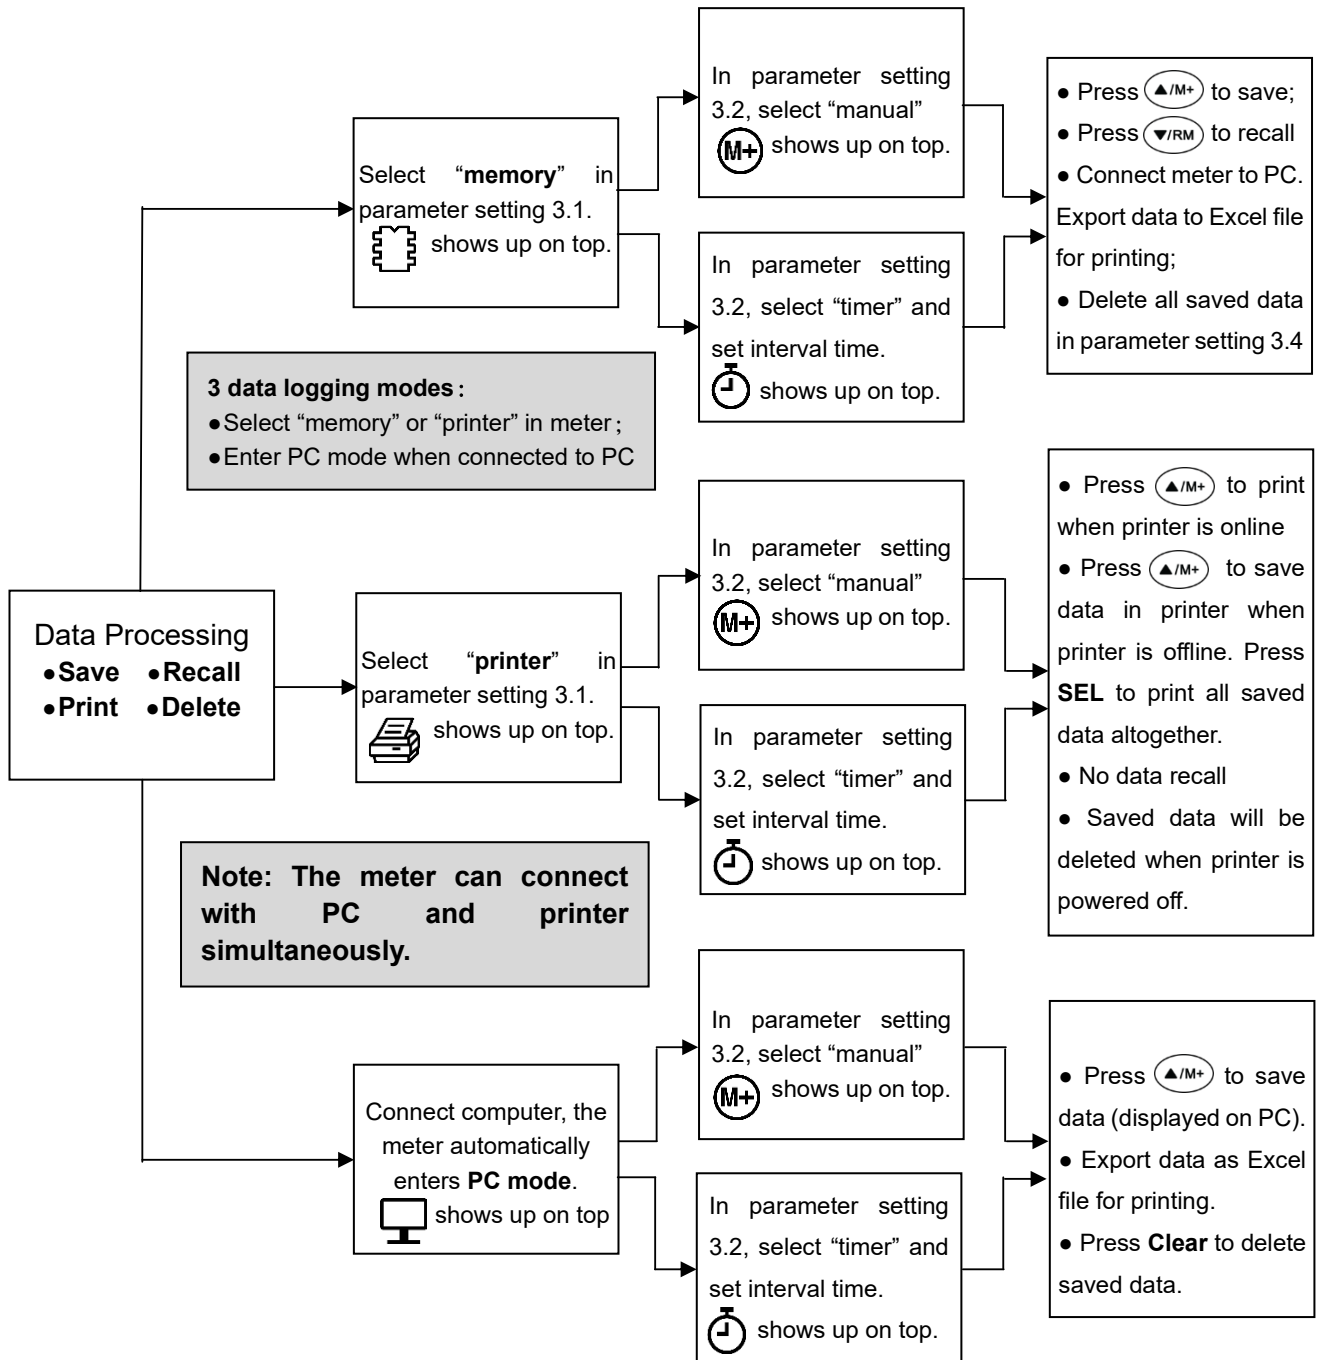 Data Processing
●Save ●Recall
●Print ●Delete
Select “memory” in
parameter setting 3.1.
shows up on top.
In parameter setting
3.2, select “manual”
M+ shows up on top.
In parameter setting
3.2, select “timer” and
set interval time.
shows up on top.
● Press ▲/M+ to save;
● Press ▼/RM to recall
● Connect meter to PC.
Export data to Excel file
for printing;
● Delete all saved data
in parameter setting 3.4
3 data logging modes：
●Select “memory” or “printer” in meter；
●Enter PC mode when connected to PC
Select “printer” in
parameter setting 3.1.
shows up on top.
In parameter setting
3.2, select “manual”
M+ shows up on top.
In parameter setting
3.2, select “timer” and
set interval time.
shows up on top.
● Press ▲/M+ to print
when printer is online
● Press ▲/M+ to save
data in printer when
printer is offline. Press
SEL to print all saved
data altogether.
● No data recall
● Saved data will be
deleted when printer is
powered off.
Note: The meter can connect
with PC and printer
simultaneously.
Connect computer, the
meter automatically
enters PC mode.
shows up on top
In parameter setting
3.2, select “manual”
M+ shows up on top.
In parameter setting
3.2, select “timer” and
set interval time.
shows up on top.
● Press ▲/M+ to save
data (displayed on PC).
● Export data as Excel
file for printing.
● Press Clear to delete
saved data.